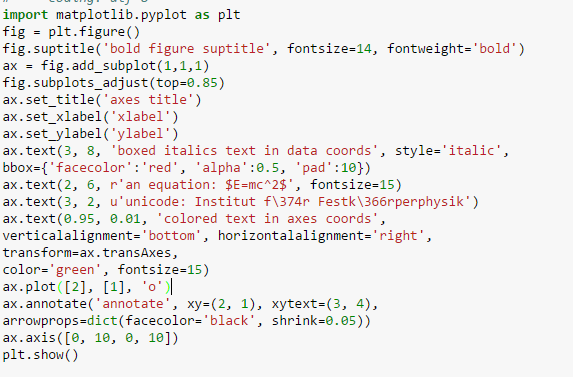 import matplotlib.pyplot as plt
fig = plt.figure()
fig.suptitle('bold figure suptitle', fontsize=14, fontweight='bold')
ax = fig.add_subplot(1,1,1)
fig.subplots_adjust(top=0.85)
ax.set_title('axes title')
ax.set_xlabel('xlabel')
ax.set_ylabel('ylabel')
ax.text(3, 8, 'boxed italics text in data coords', style='italic',
bbox={'facecolor':'red', 'alpha':0.5, 'pad':10})
ax.text(2, 6, r'an equation: $E=mc^2$', fontsize=15)
ax.text(3, 2, u'unicode: Institut f\374r Festk\366rperphysik')
ax.text(0.95, 0.01, 'colored text in axes coords',
verticalalignment='bottom', horizontalalignment='right',
transform=ax.transAxes,
color='green', fontsize=15)
ax.plot([2], [1], 'o')
ax.annotate('annotate', xy=(2, 1), xytext=(3, 4),
arrowprops=dict(facecolor='black', shrink=0.05))
ax.axis([0, 10, 0, 10])
plt.show()